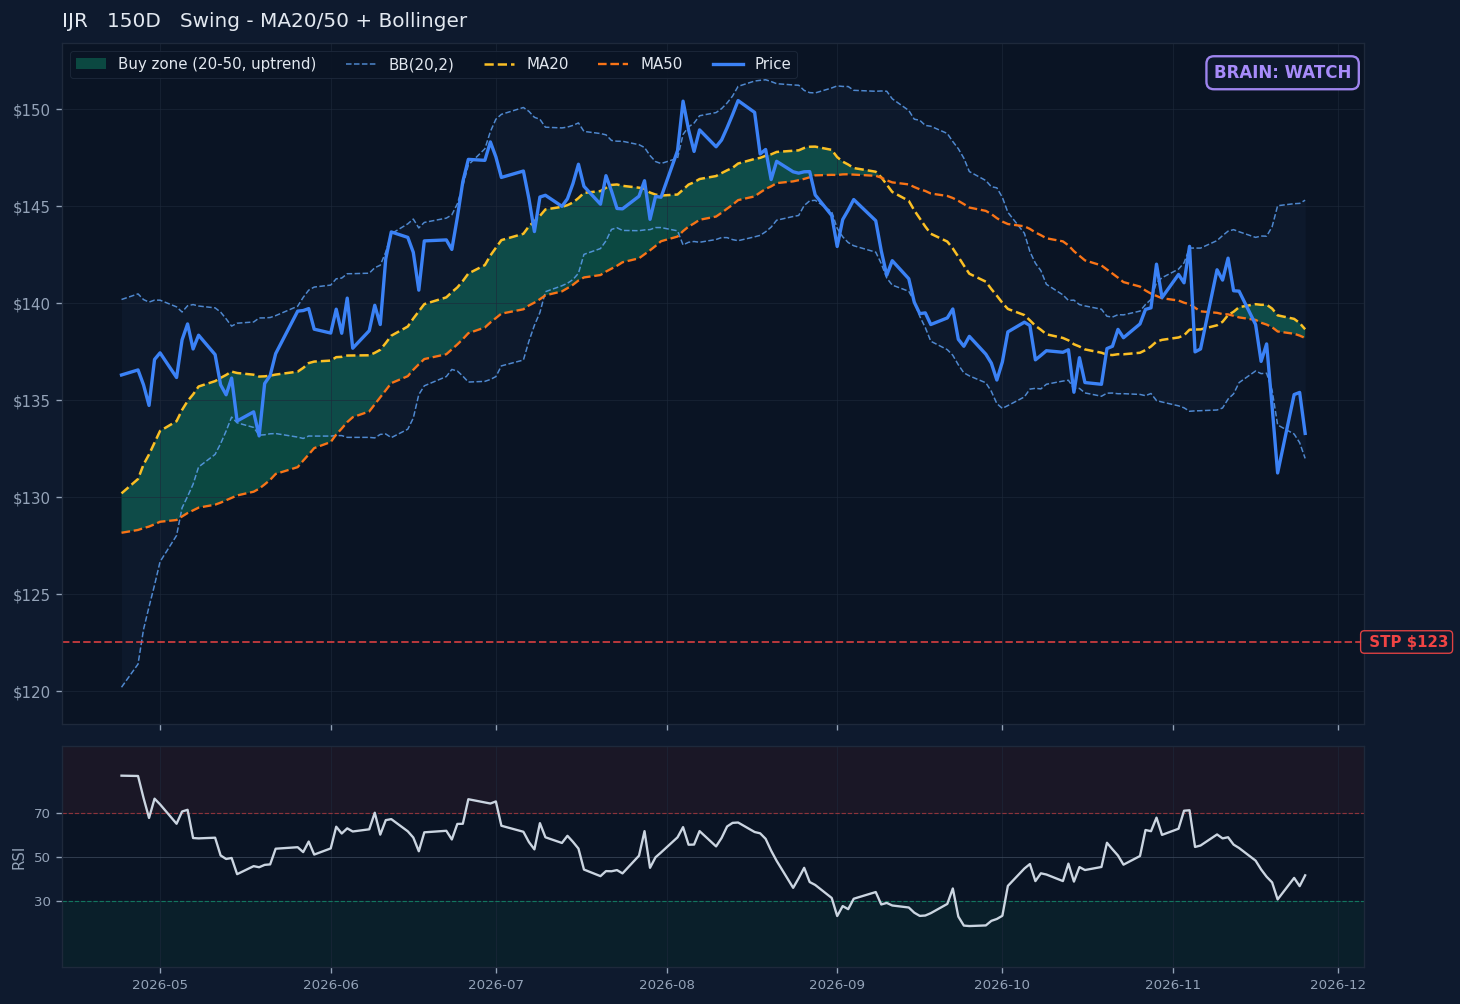 IJR 150D Swing - MA20/50 + Bollinger
Buy zone (20-50, uptrend) BB(20,2) MA20 MA50 Price
BRAIN: WATCH
$150
$145
$140
$135
$130
$125
STP $123
$120
70
50
30
RSI
2026-05 2026-06 2026-07 2026-08 2026-09 2026-10 2026-11 2026-12